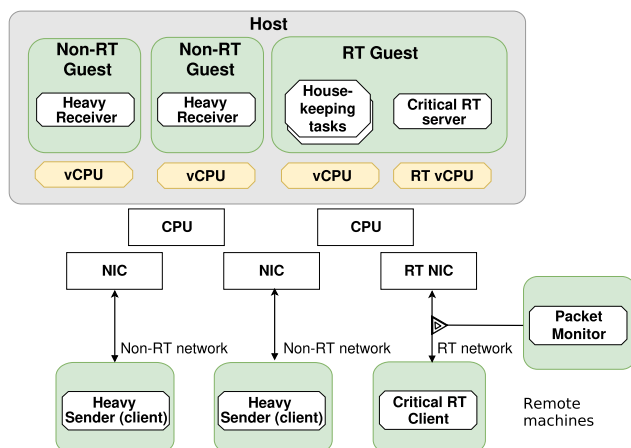 Host
Non-RT
Guest
Non-RT
Guest
RT Guest
Heavy
Receiver
Heavy
Receiver
House-
keeping
tasks
Critical RT
server
vCPU
vCPU
vCPU
RT vCPU
CPU
CPU
NIC
NIC
RT NIC
Packet
Monitor
Non-RT network
Non-RT network
RT network
Heavy
Sender (client)
Heavy
Sender (client)
Critical RT
Client
Remote
machines